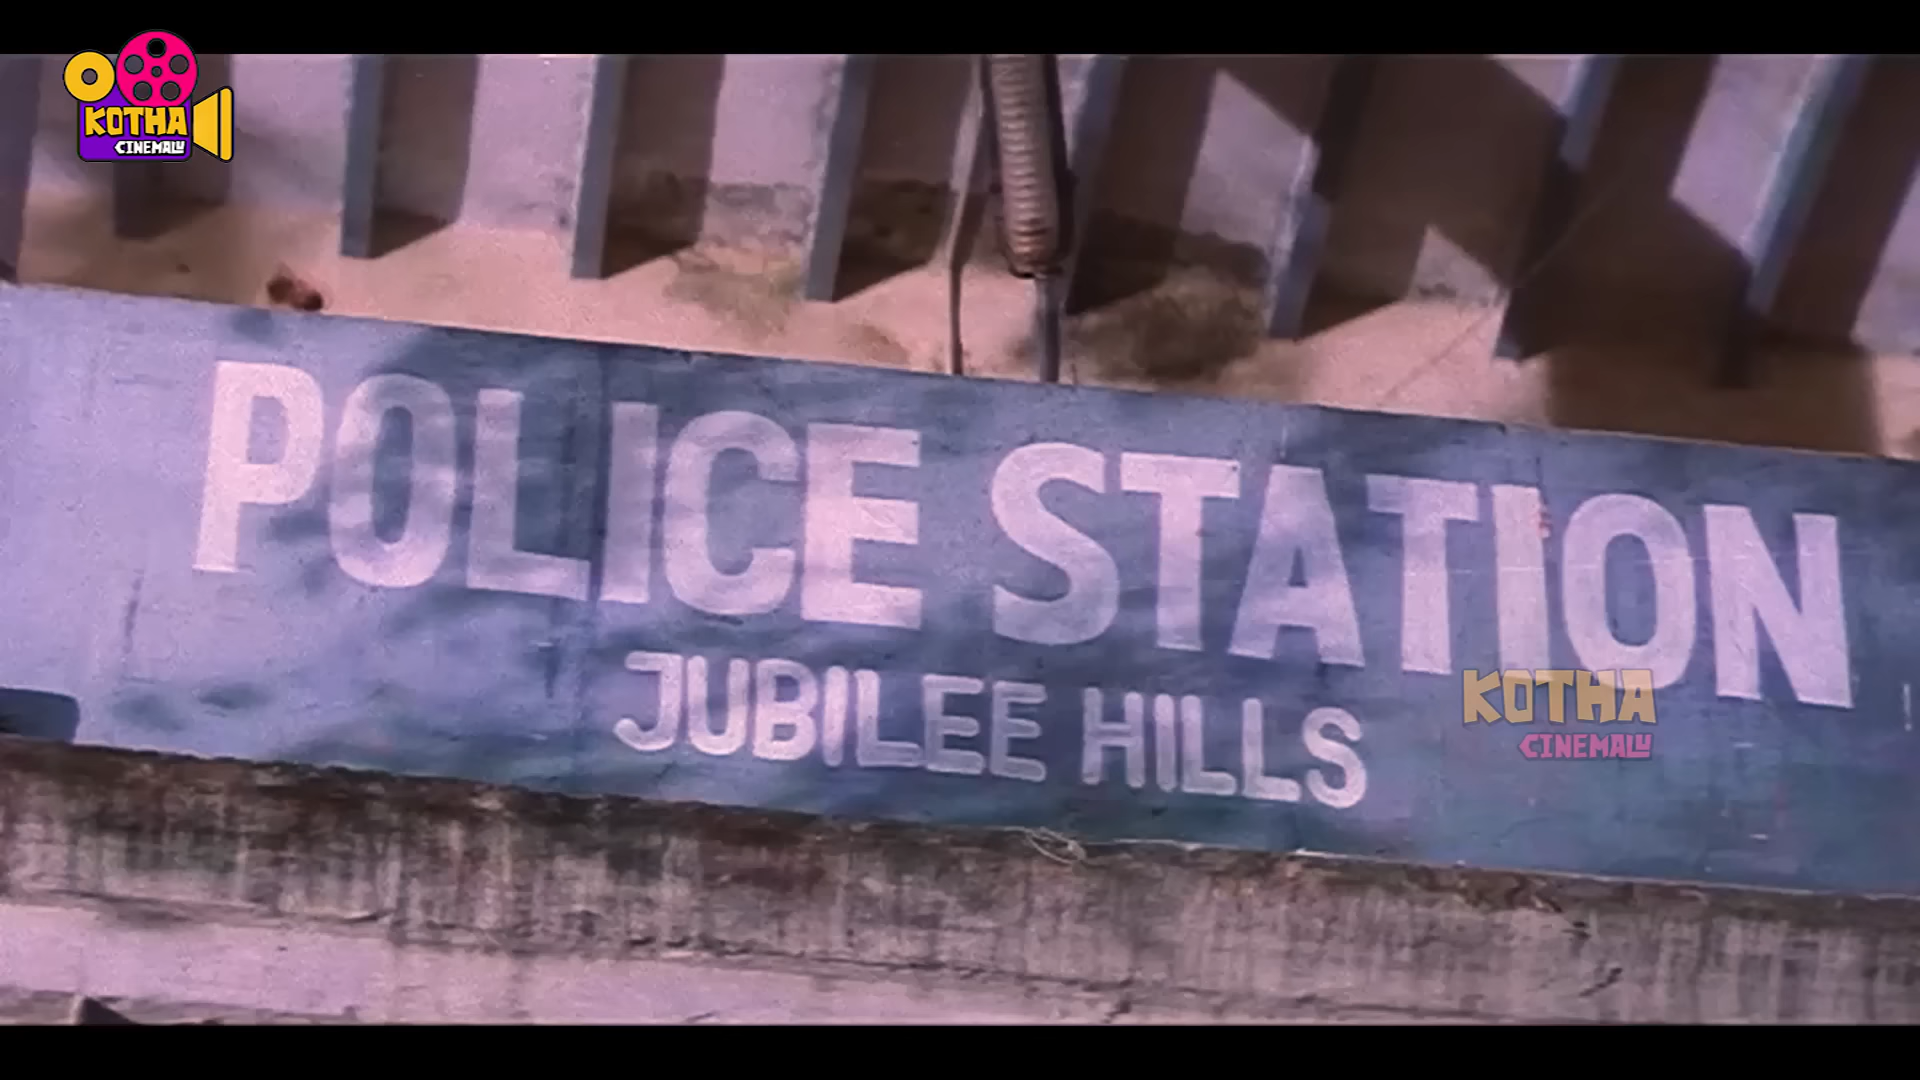 KOTHA
CINEMALU
POLICE STATION
JUBILEE HILLS
KOTHA
CINEMALU